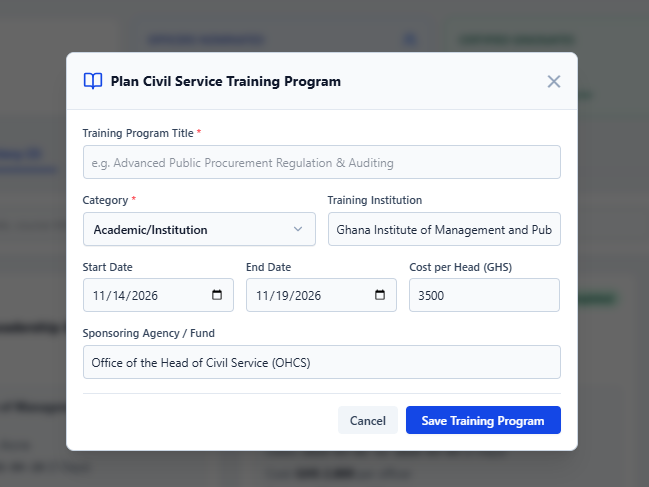 Plan Civil Service Training Program
Training Program Title *
e.g. Advanced Public Procurement Regulation & Auditing
Category *
Training Institution
Academic/Institution
Ghana Institute of Management and Pub
Start Date
End Date
Cost per Head (GHS)
11/14/2026
11/19/2026
3500
Sponsoring Agency / Fund
Office of the Head of Civil Service (OHCS)
Cancel
Save Training Program